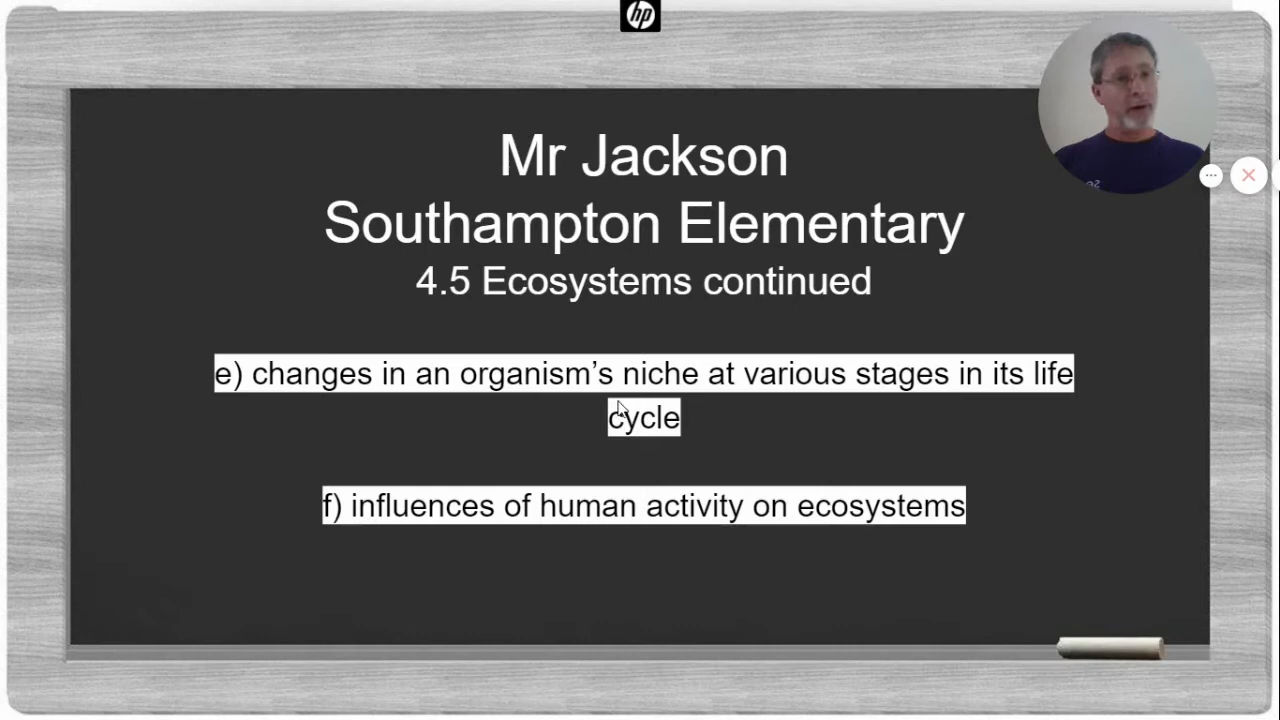 hp
Mr Jackson
Southampton Elementary
4.5 Ecosystems continued
e) changes in an organism’s niche at various stages in its life
cycle
f) influences of human activity on ecosystems